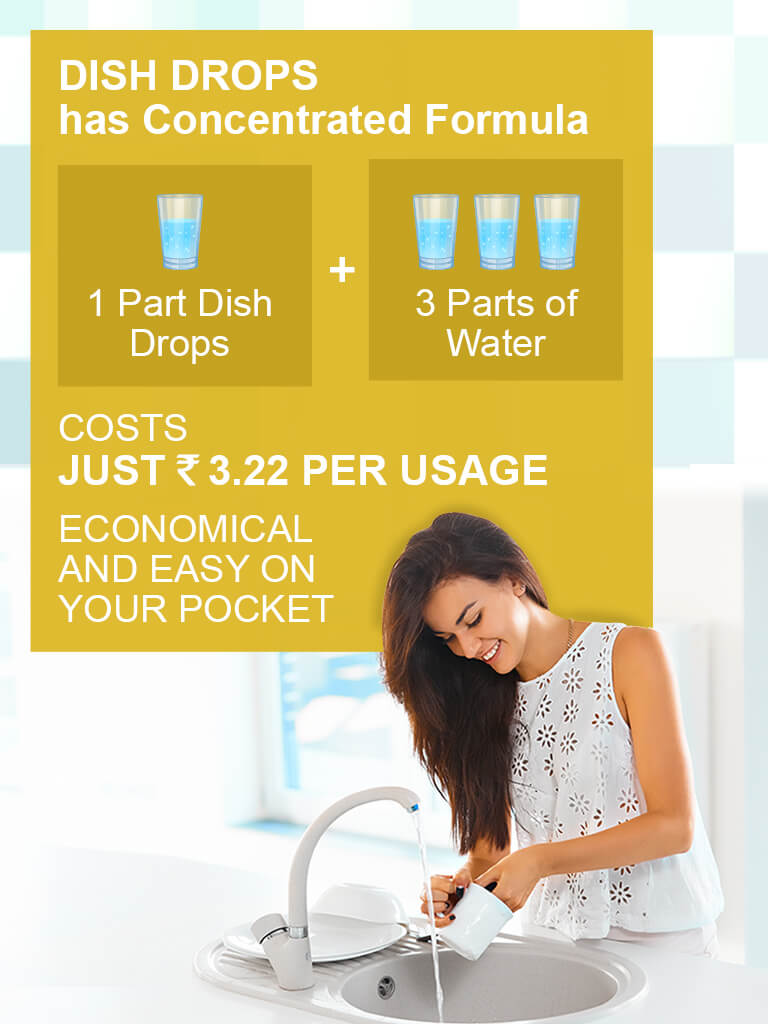 DISH DROPS
has Concentrated Formula
1 Part Dish
Drops
+
3 Parts of
Water
COSTS
JUST ₹ 3.22 PER USAGE
ECONOMICAL
AND EASY ON
YOUR POCKET